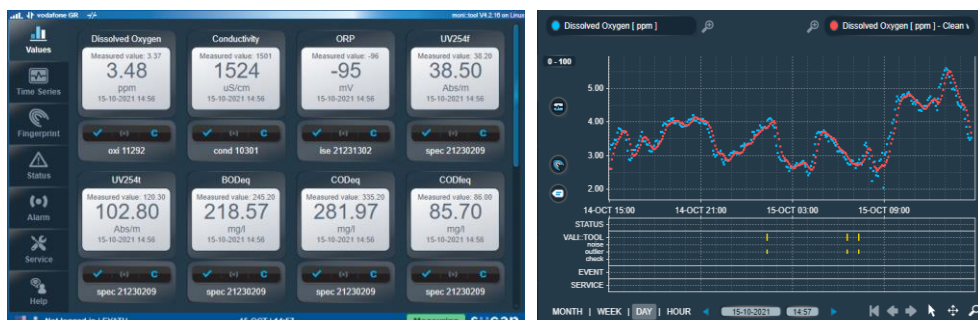 vodafone GR
moni::tool V4.2.16 on Linux
Values
Time Series
Fingerprint
Status
Alarm
Service
Help
Dissolved Oxygen
Measured value: 3.37
3.48
ppm
15-10-2021 14:56
C
oxi 11292
Conductivity
Measured value: 1501
1524
uS/cm
15-10-2021 14:56
C
cond 10301
ORP
Measured value: -96
-95
mV
15-10-2021 14:56
C
ise 21231302
UV254f
Measured value: 38.20
38.50
Abs/m
15-10-2021 14:56
C
spec 21230209
UV254t
Measured value: 120.30
102.80
Abs/m
15-10-2021 14:56
C
spec 21230209
BODeq
Measured value: 245.20
218.57
mg/l
15-10-2021 14:56
C
spec 21230209
CODeq
Measured value: 335.20
281.97
mg/l
15-10-2021 14:56
C
spec 21230209
CODfeq
Measured value: 86.00
85.70
mg/l
15-10-2021 14:56
C
spec 21230209
Dissolved Oxygen [ ppm ]
Dissolved Oxygen [ ppm ] - Clean
0 - 100
5.00
4.00
3.00
2.00
14-OCT 15:00
14-OCT 21:00
15-OCT 03:00
15-OCT 09:00
STATUS
VALI::TOOL
noise
outlier
check
EVENT
SERVICE
MONTH | WEEK | DAY | HOUR
15-10-2021
14:57